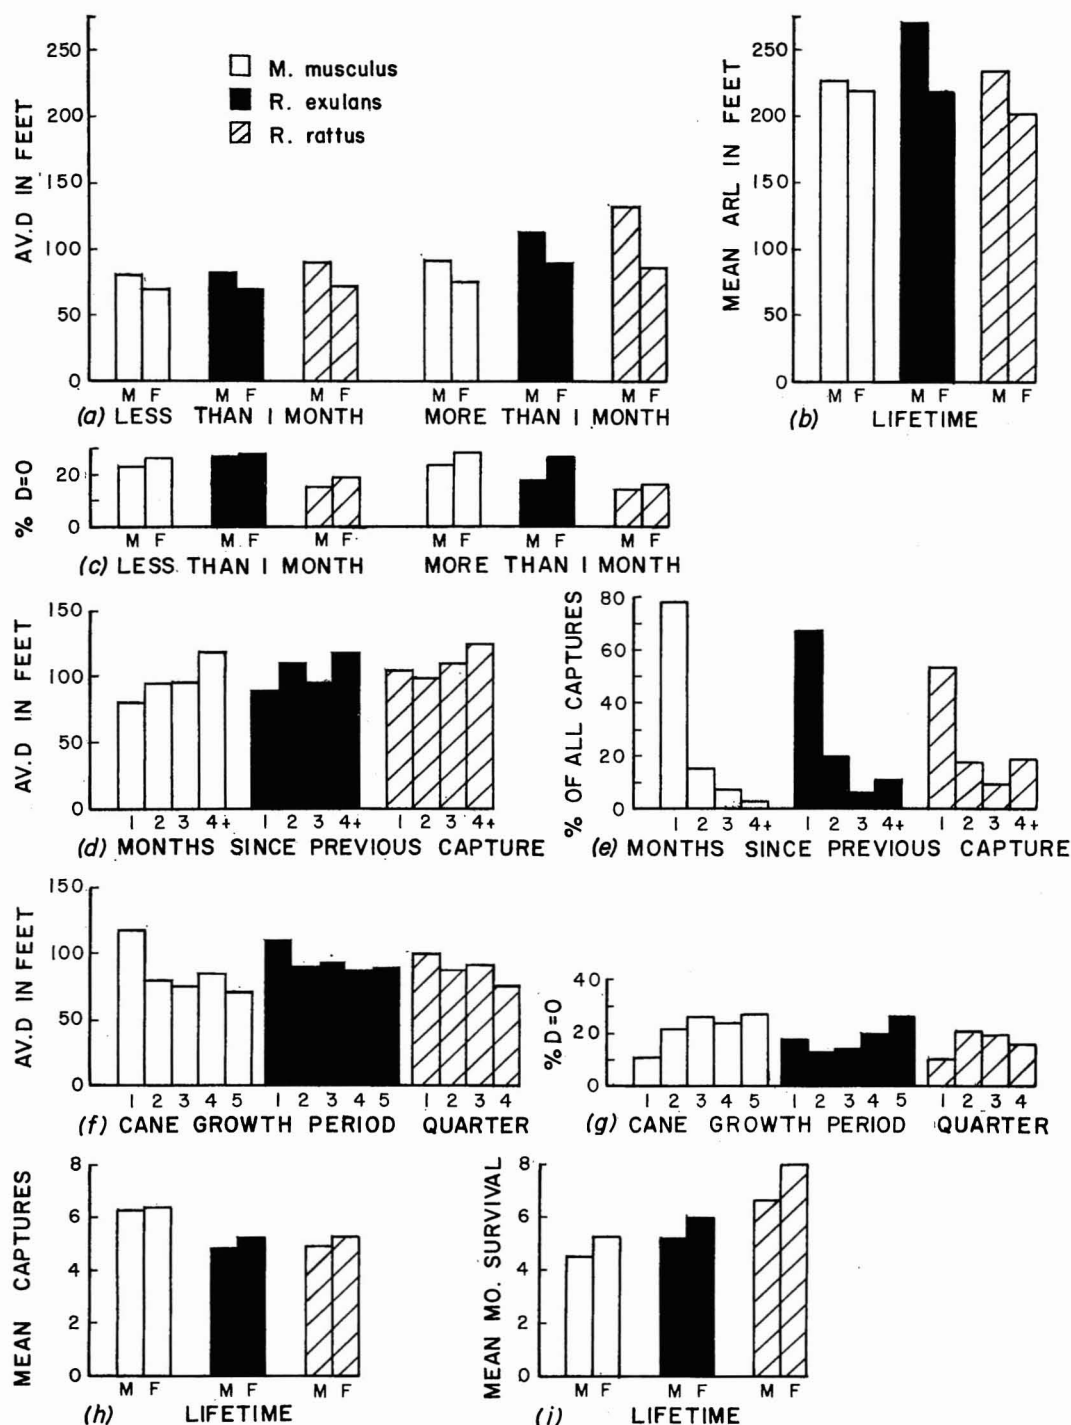 250
200
150
100
50
0
AV.D IN FEET
M. musculus
R. exulans
R. rattus
M F M F M F M F M F M F
(a) LESS THAN 1 MONTH MORE THAN 1 MONTH
250
200
150
100
50
0
MEAN ARL IN FEET
M F M F M F
(b) LIFETIME
20
0
% D=0
M F M F M F M F M F M F
(c) LESS THAN 1 MONTH MORE THAN 1 MONTH
150
100
50
0
AV.D IN FEET
1 2 3 4+ 1 2 3 4+ 1 2 3 4+
(d) MONTHS SINCE PREVIOUS CAPTURE
80
60
40
20
0
% OF ALL CAPTURES
1 2 3 4+ 1 2 3 4+ 1 2 3 4+
(e) MONTHS SINCE PREVIOUS CAPTURE
150
100
50
0
AV.D IN FEET
1 2 3 4 5 1 2 3 4 5 1 2 3 4
(f) CANE GROWTH PERIOD QUARTER
40
20
0
% D=0
1 2 3 4 5 1 2 3 4 5 1 2 3 4
(g) CANE GROWTH PERIOD QUARTER
8
6
4
2
0
MEAN CAPTURES
M F M F M F
(h) LIFETIME
8
6
4
2
0
MEAN MO. SURVIVAL
M F M F M F
(i) LIFETIME